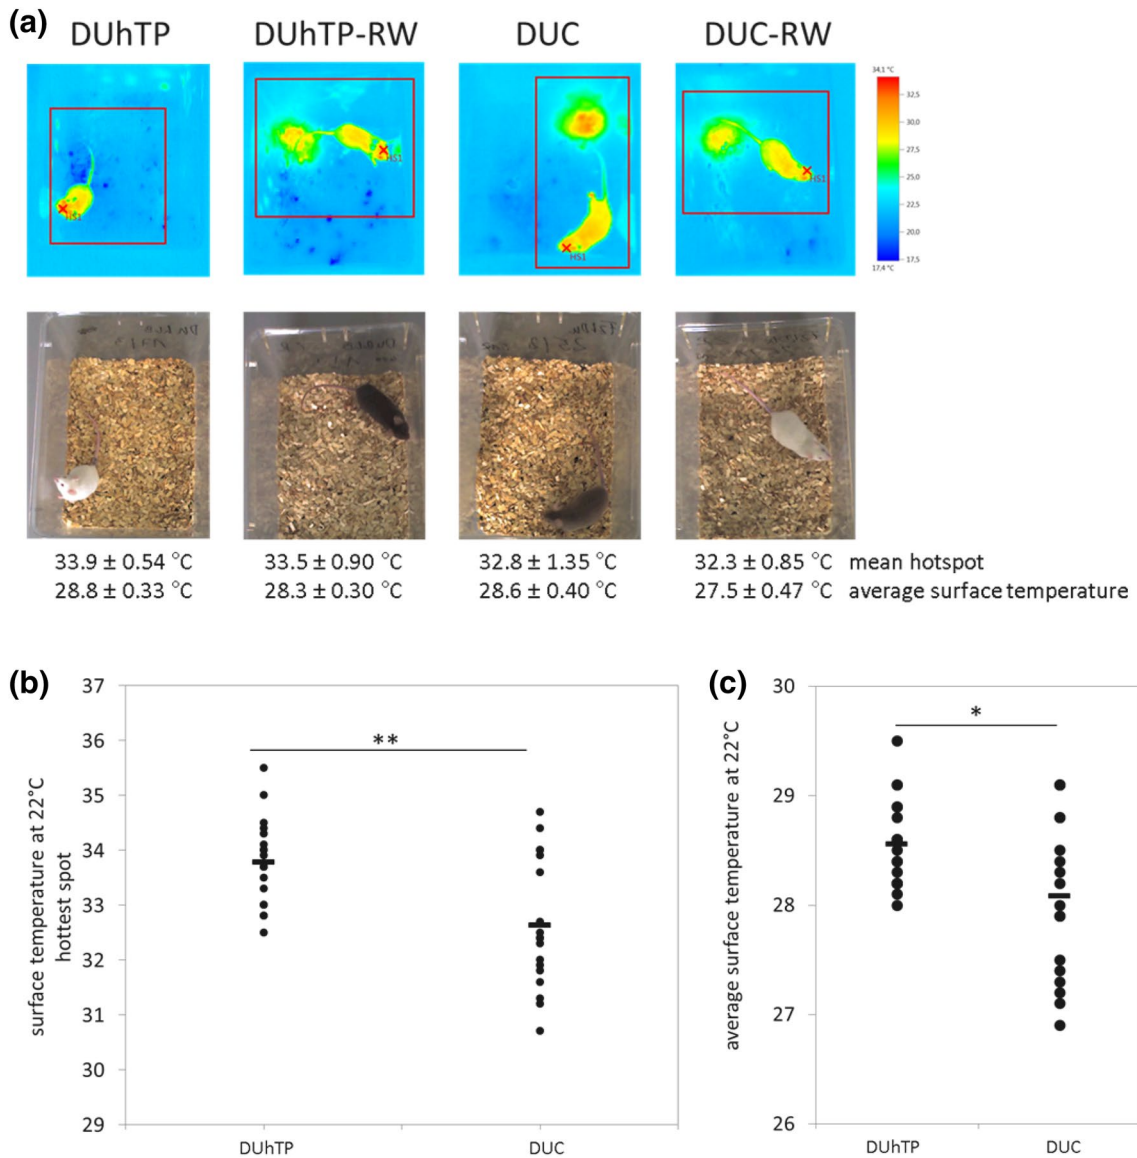 (a)
DUhTP DUhTP-RW DUC DUC-RW
34,1 °C
32,5
30,0
27,5
25,0
22,5
20,0
17,5
17,4 °C
HS1 HS1 HS1 HS1
33.9 ± 0.54 °C 33.5 ± 0.90 °C 32.8 ± 1.35 °C 32.3 ± 0.85 °C mean hotspot
28.8 ± 0.33 °C 28.3 ± 0.30 °C 28.6 ± 0.40 °C 27.5 ± 0.47 °C average surface temperature
(b)
surface temperature at 22°C
hottest spot
37
36
35
34
33
32
31
30
29
**
DUhTP DUC
(c)
average surface temperature at 22°C
30
29
28
27
26
*
DUhTP DUC